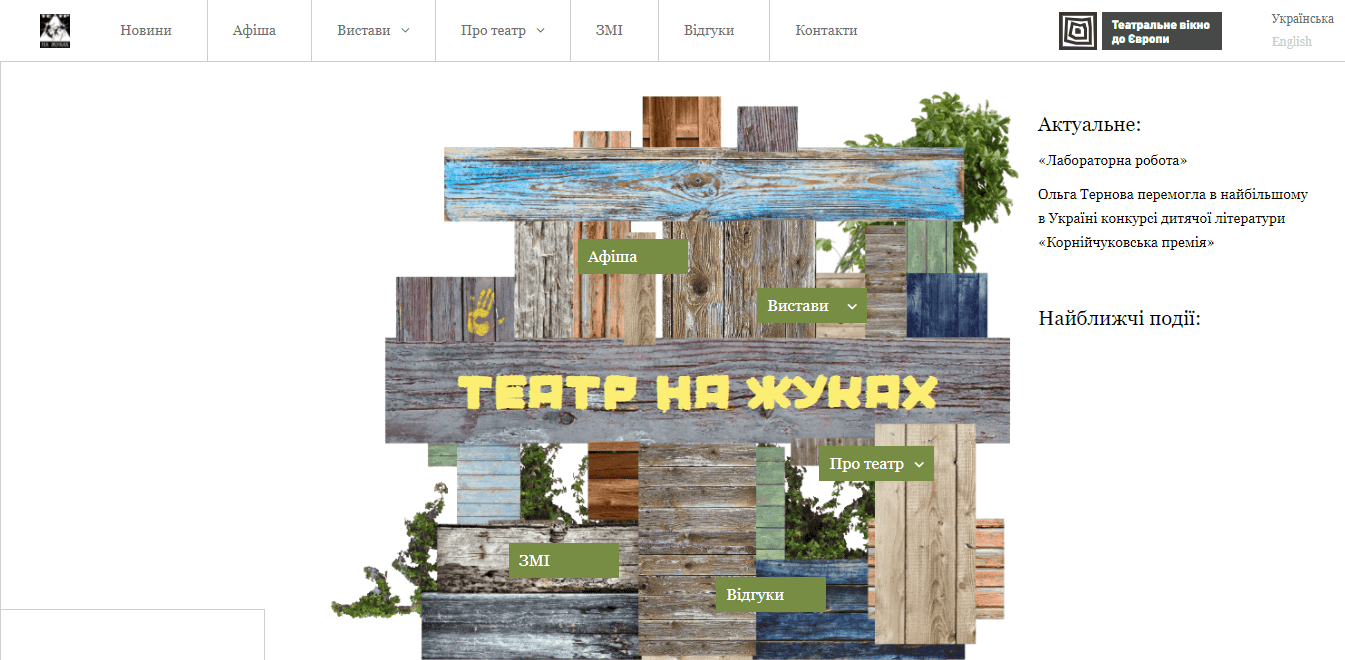 НА ЖУКАХ
Новини
Афіша
Вистави
Про театр
ЗМІ
Відгуки
Контакти
Театральне вікно
до Європи
Українська
English
Актуальне:
«Лабораторна робота»
Ольга Тернова перемогла в найбільшому
в Україні конкурсі дитячої літератури
«Корнійчуковська премія»
Найближчі події:
Афіша
Вистави
ТЕАТР НА ЖУКАХ
Про театр
ЗМІ
Відгуки